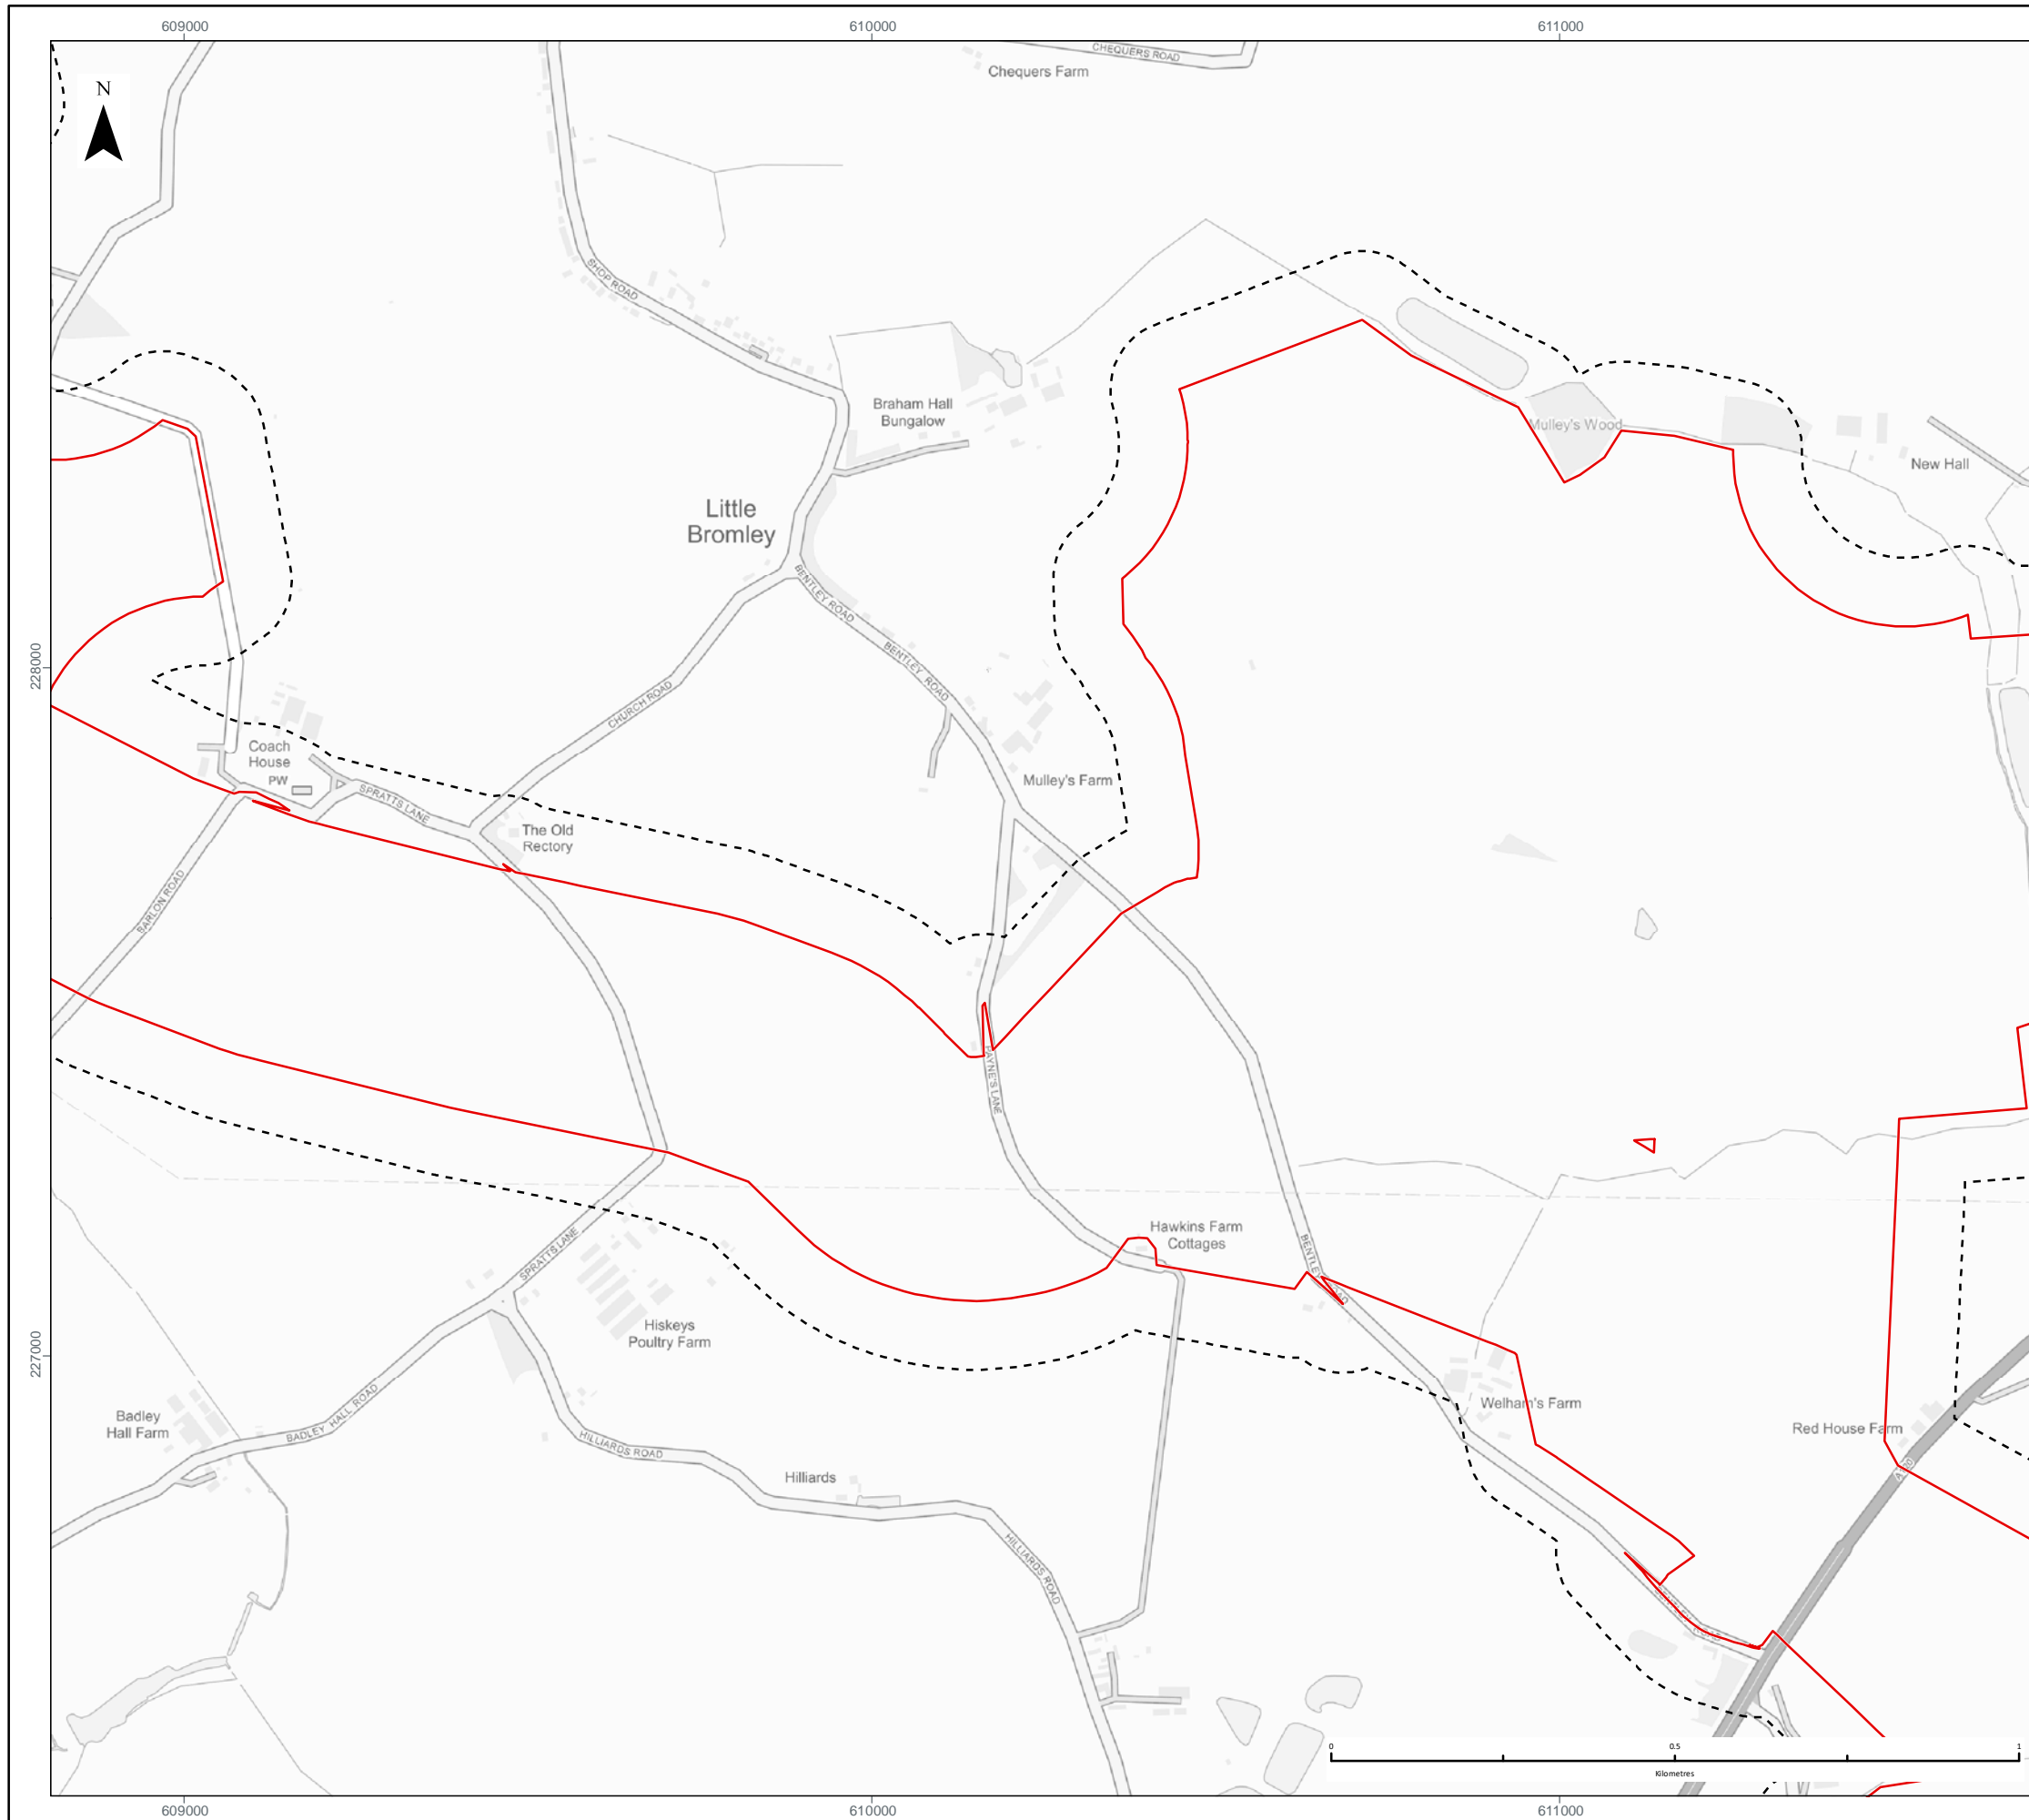 609000
610000
611000
N
CHEQUERS ROAD
Chequers Farm
SHOP ROAD
Braham Hall
Bungalow
Mulley's Wood
New Hall
Little
Bromley
BENTLEY ROAD
BENTLEY ROAD
228000
CHURCH ROAD
Coach
House
PW
Mulley's Farm
SPRATTS LANE
The Old
Rectory
BARLON ROAD
PAYNE'S LANE
Hawkins Farm
Cottages
SPRATTS LANE
Hiskeys
Poultry Farm
227000
Welham's Farm
Badley
Hall Farm
BADLEY HALL ROAD
Red House Farm
HILLIARDS ROAD
A120
Hilliards
HILLIARDS ROAD
0
0.5
1
Kilometres
609000
610000
611000